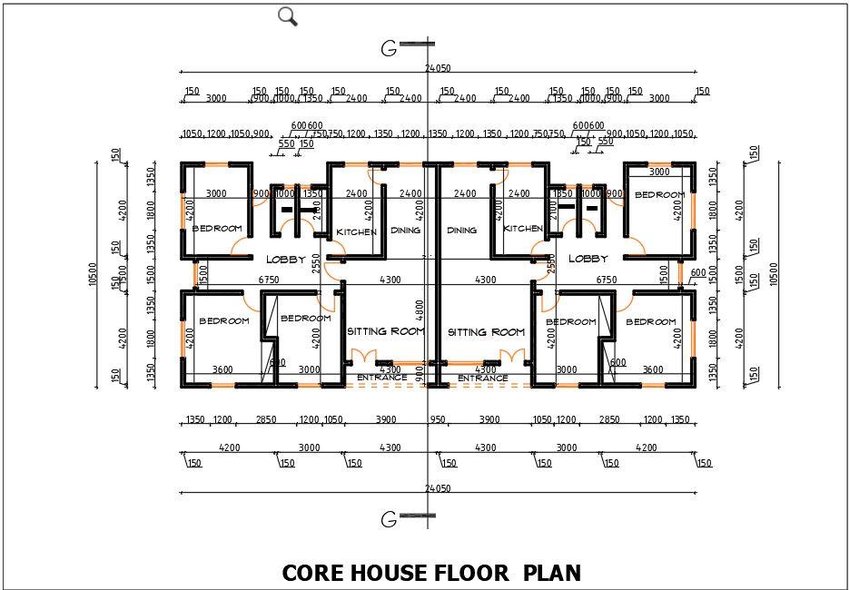 G
24050
150 150 150 150 150 150 150 150 150 150 150
3000 900 1000 1350 2400 2400 2400 2400 1350 1000 900 3000
600600 600600
1050 1200 1050 900 750 750 1200 1350 1200 1350 1200 1350 1200 750 750 900 1050 1200 1050
550 150 150 550
150 1350 1350 150
3000 900 1000 1350 2400 2400 2400 2400 1350 1000 900 3000
BEDROOM
4200 1800 4200 2100 4200 4200 4200 2100 4200 1800 4200
BEDROOM KITCHEN DINING DINING KITCHEN
1350 1350
150 150
LOBBY LOBBY
2550 2550
10500 1500 1500 1500 150 1500 1500 10500
6750 4300 4300 6750 600
150 150
1350 1350
4800
BEDROOM BEDROOM BEDROOM BEDROOM
4200 1800 4200 4200 4200 4200 1800 4200
SITTING ROOM SITTING ROOM
600 600
1350 3600 3000 4300 900 4300 3000 3600 1350
150 ENTRANCE ENTRANCE 150
1350 1200 2850 1200 1050 3900 950 3900 1050 1200 2850 1200 1350
4200 3000 4300 4300 3000 4200
150 150 150 150 150 150 150
24050
G
CORE HOUSE FLOOR PLAN